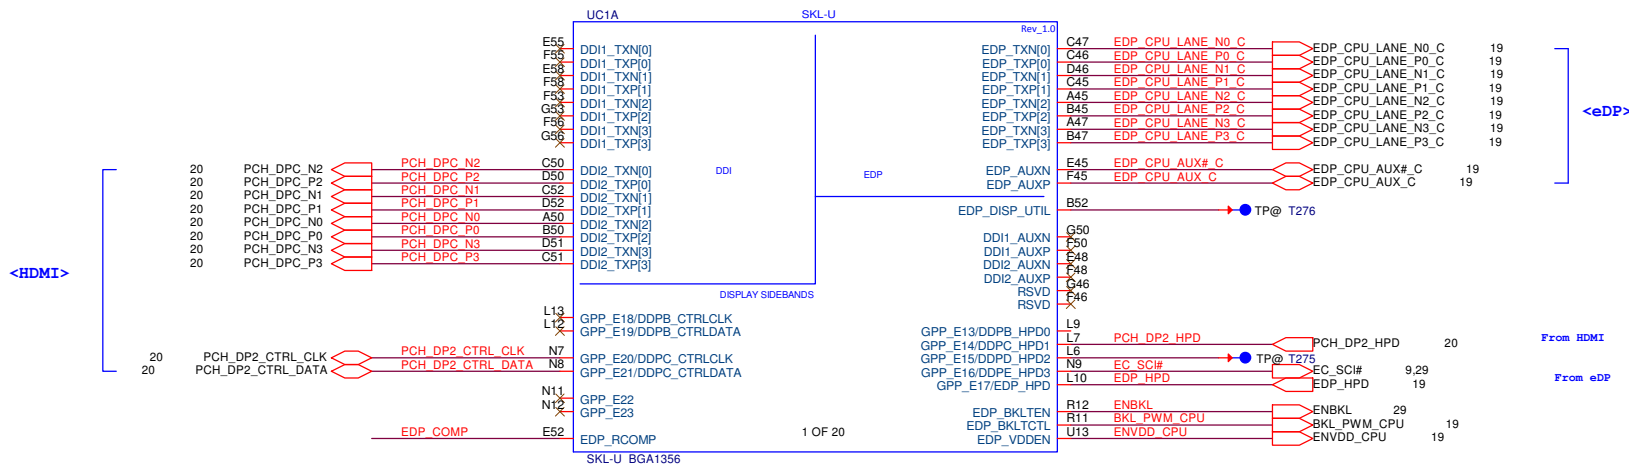 UC1A SKL-U
Rev_1.0
E55 DDI1_TXN[0] EDP_TXN[0] C47 EDP_CPU_LANE_N0_C EDP_CPU_LANE_N0_C 19
F55 DDI1_TXP[0] EDP_TXP[0] C46 EDP_CPU_LANE_P0_C EDP_CPU_LANE_P0_C 19
E58 DDI1_TXN[1] EDP_TXN[1] D46 EDP_CPU_LANE_N1_C EDP_CPU_LANE_N1_C 19
F58 DDI1_TXP[1] EDP_TXP[1] C45 EDP_CPU_LANE_P1_C EDP_CPU_LANE_P1_C 19
F53 DDI1_TXN[2] EDP_TXN[2] A45 EDP_CPU_LANE_N2_C EDP_CPU_LANE_N2_C 19
G53 DDI1_TXP[2] EDP_TXP[2] B45 EDP_CPU_LANE_P2_C EDP_CPU_LANE_P2_C 19 <eDP>
F56 DDI1_TXN[3] EDP_TXN[3] A47 EDP_CPU_LANE_N3_C EDP_CPU_LANE_N3_C 19
G56 DDI1_TXP[3] EDP_TXP[3] B47 EDP_CPU_LANE_P3_C EDP_CPU_LANE_P3_C 19
20 PCH_DPC_N2 PCH_DPC_N2 C50 DDI2_TXN[0] DDI EDP EDP_AUXN E45 EDP_CPU_AUX#_C EDP_CPU_AUX#_C 19
20 PCH_DPC_P2 PCH_DPC_P2 D50 DDI2_TXP[0] EDP_AUXP F45 EDP_CPU_AUX_C EDP_CPU_AUX_C 19
20 PCH_DPC_N1 PCH_DPC_N1 C52 DDI2_TXN[1]
20 PCH_DPC_P1 PCH_DPC_P1 D52 DDI2_TXP[1] EDP_DISP_UTIL B52 TP@ T276
20 PCH_DPC_N0 PCH_DPC_N0 A50 DDI2_TXN[2]
20 PCH_DPC_P0 PCH_DPC_P0 B50 DDI2_TXP[2] DDI1_AUXN G50
20 PCH_DPC_N3 PCH_DPC_N3 D51 DDI2_TXN[3] DDI1_AUXP F50
20 PCH_DPC_P3 PCH_DPC_P3 C51 DDI2_TXP[3] DDI2_AUXN E48
<HDMI> DDI2_AUXP F48
RSVD G46
DISPLAY SIDEBANDS RSVD F46
L13 GPP_E18/DDPB_CTRLCLK
L12 GPP_E19/DDPB_CTRLDATA GPP_E13/DDPB_HPD0 L9
GPP_E14/DDPC_HPD1 L7 PCH_DP2_HPD PCH_DP2_HPD 20 From HDMI
20 PCH_DP2_CTRL_CLK PCH_DP2_CTRL_CLK N7 GPP_E20/DDPC_CTRLCLK GPP_E15/DDPD_HPD2 L6 TP@ T275
20 PCH_DP2_CTRL_DATA PCH_DP2_CTRL_DATA N8 GPP_E21/DDPC_CTRLDATA GPP_E16/DDPE_HPD3 N9 EC_SCI# EC_SCI# 9,29
GPP_E17/EDP_HPD L10 EDP_HPD EDP_HPD 19 From eDP
N11 GPP_E22
N12 GPP_E23 EDP_BKLTEN R12 ENBKL ENBKL 29
EDP_BKLTCTL R11 BKL_PWM_CPU BKL_PWM_CPU 19
EDP_COMP E52 EDP_RCOMP 1 OF 20 EDP_VDDEN U13 ENVDD_CPU ENVDD_CPU 19
SKL-U_BGA1356